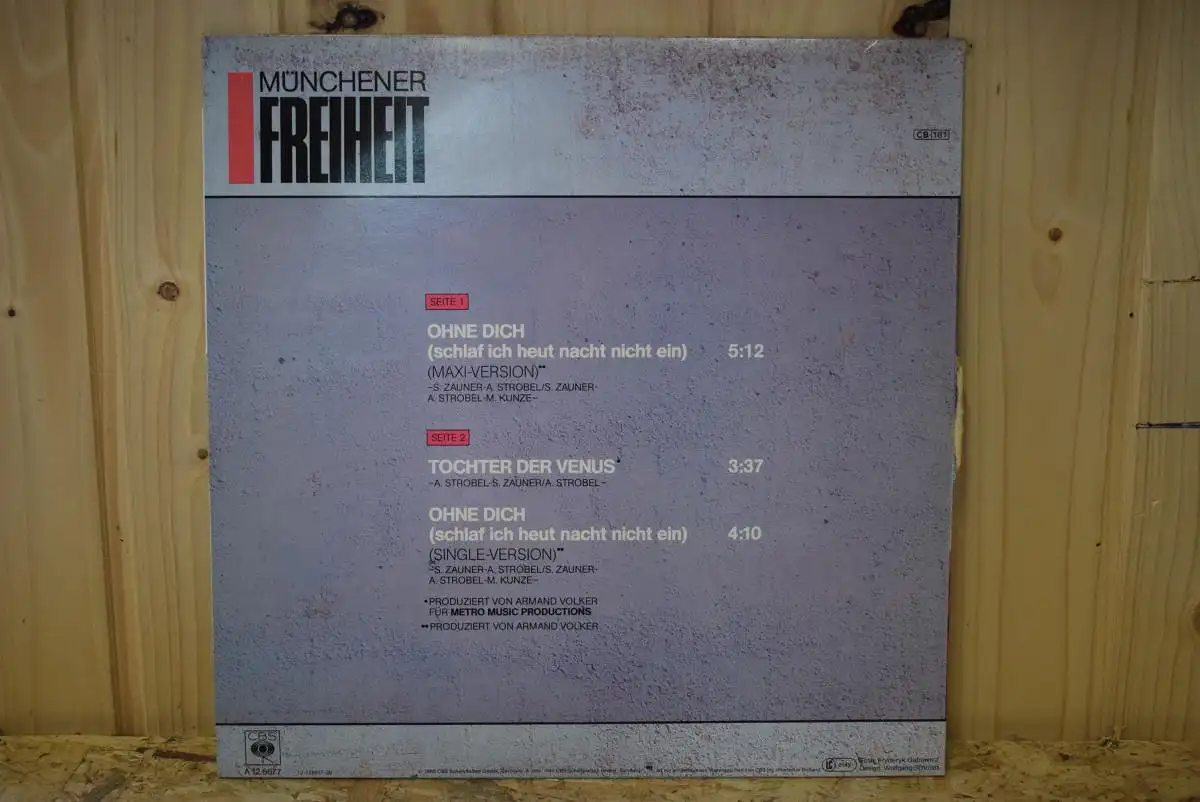 MÜNCHENER
FREIHEIT
CB 181
SEITE 1
OHNE DICH
(schlaf ich heut nacht nicht ein) 5:12
(MAXI-VERSION)**
–S. ZAUNER-A. STROBEL/S. ZAUNER-
A. STROBEL-M. KUNZE–
SEITE 2
TOCHTER DER VENUS* 3:37
–A. STROBEL-S. ZAUNER/A. STROBEL–
OHNE DICH
(schlaf ich heut nacht nicht ein) 4:10
(SINGLE-VERSION)**
–S. ZAUNER-A. STROBEL/S. ZAUNER-
A. STROBEL-M. KUNZE–
*PRODUZIERT VON ARMAND VOLKER
FÜR METRO MUSIC PRODUCTIONS
**PRODUZIERT VON ARMAND VOLKER
CBS
A 12.6677
Design: Wolfgang